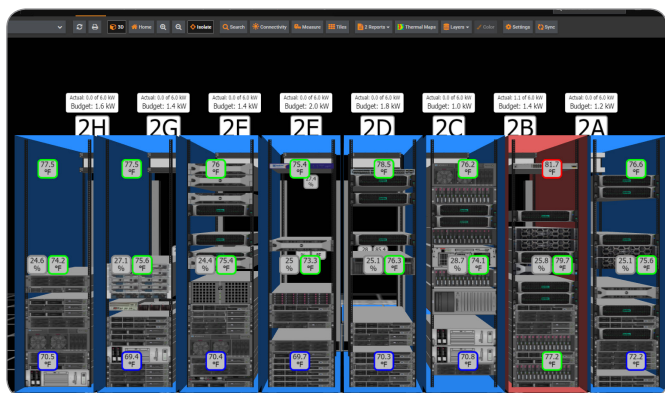 3D Home Isolate Search Connectivity Measure Tiles 2 Reports Thermal Maps Layers Color Settings Sync
Actual: 0.0 of 6.0 kW
Budget: 1.6 kW
Actual: 0.0 of 6.0 kW
Budget: 1.4 kW
Actual: 0.0 of 6.0 kW
Budget: 1.4 kW
Actual: 0.0 of 6.0 kW
Budget: 2.0 kW
Actual: 0.0 of 6.0 kW
Budget: 1.8 kW
Actual: 0.0 of 6.0 kW
Budget: 1.0 kW
Actual: 1.1 of 6.0 kW
Budget: 1.4 kW
Actual: 0.0 of 6.0 kW
Budget: 1.2 kW
2H 2G 2F 2E 2D 2C 2B 2A
77.5 °F
77.5 °F
76 °F
75.4 °F
78.5 °F
76.2 °F
81.7 °F
76.6 °F
27.4 %
24.6 %
74.2 °F
27.1 %
75.6 °F
24.4 %
75.4 °F
25 %
73.3 °F
25.1 %
76.3 °F
28.7 %
74.1 °F
25.8 %
79.7 °F
25.1 %
75.6 °F
70.5 °F
69.4 °F
70.4 °F
69.7 °F
70.3 °F
70.8 °F
77.2 °F
72.2 °F